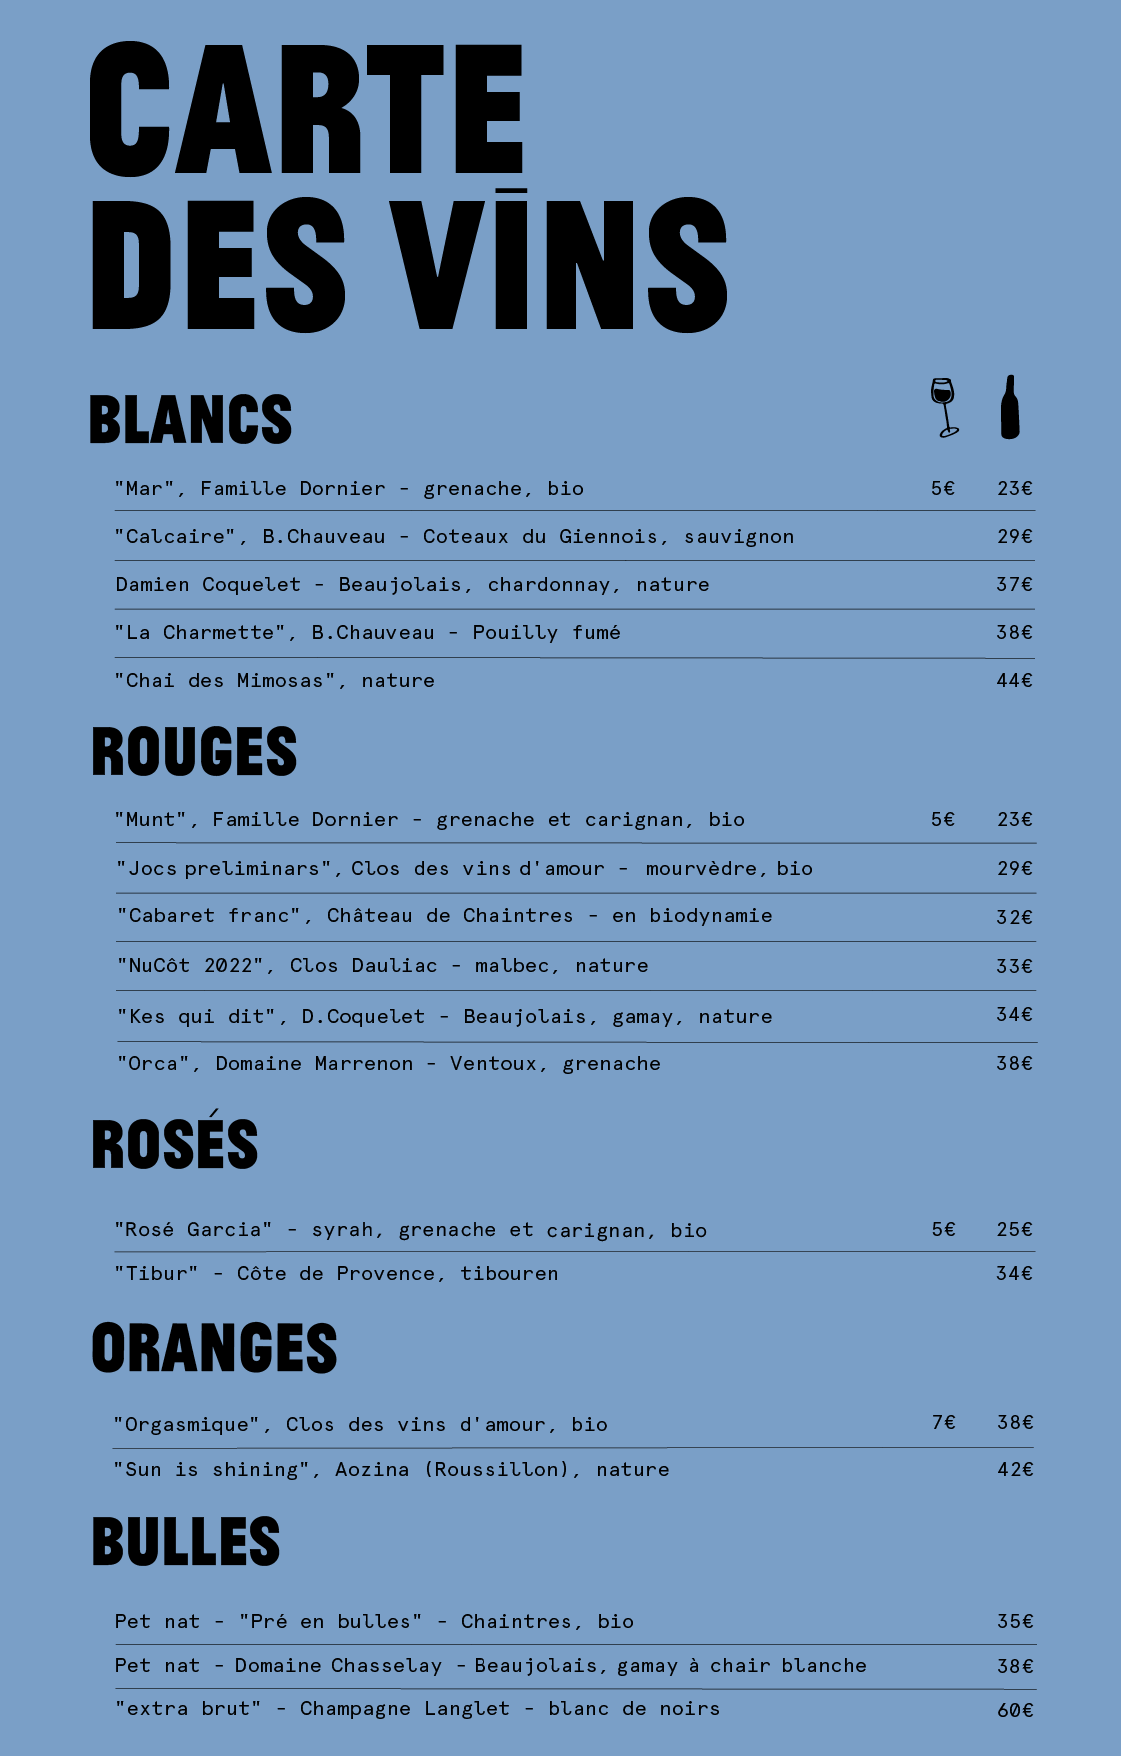 CARTE
DES VĪNS
BLANCS
"Mar", Famille Dornier - grenache, bio 5€ 23€
"Calcaire", B.Chauveau - Coteaux du Giennois, sauvignon 29€
Damien Coquelet - Beaujolais, chardonnay, nature 37€
"La Charmette", B.Chauveau - Pouilly fumé 38€
"Chai des Mimosas", nature 44€
ROUGES
"Munt", Famille Dornier - grenache et carignan, bio 5€ 23€
"Jocs preliminars", Clos des vins d'amour - mourvèdre, bio 29€
"Cabaret franc", Château de Chaintres - en biodynamie 32€
"NuCôt 2022", Clos Dauliac - malbec, nature 33€
"Kes qui dit", D.Coquelet - Beaujolais, gamay, nature 34€
"Orca", Domaine Marrenon - Ventoux, grenache 38€
ROSÉS
"Rosé Garcia" - syrah, grenache et carignan, bio 5€ 25€
"Tibur" - Côte de Provence, tibouren 34€
ORANGES
"Orgasmique", Clos des vins d'amour, bio 7€ 38€
"Sun is shining", Aozina (Roussillon), nature 42€
BULLES
Pet nat - "Pré en bulles" - Chaintres, bio 35€
Pet nat - Domaine Chasselay - Beaujolais, gamay à chair blanche 38€
"extra brut" - Champagne Langlet - blanc de noirs 60€